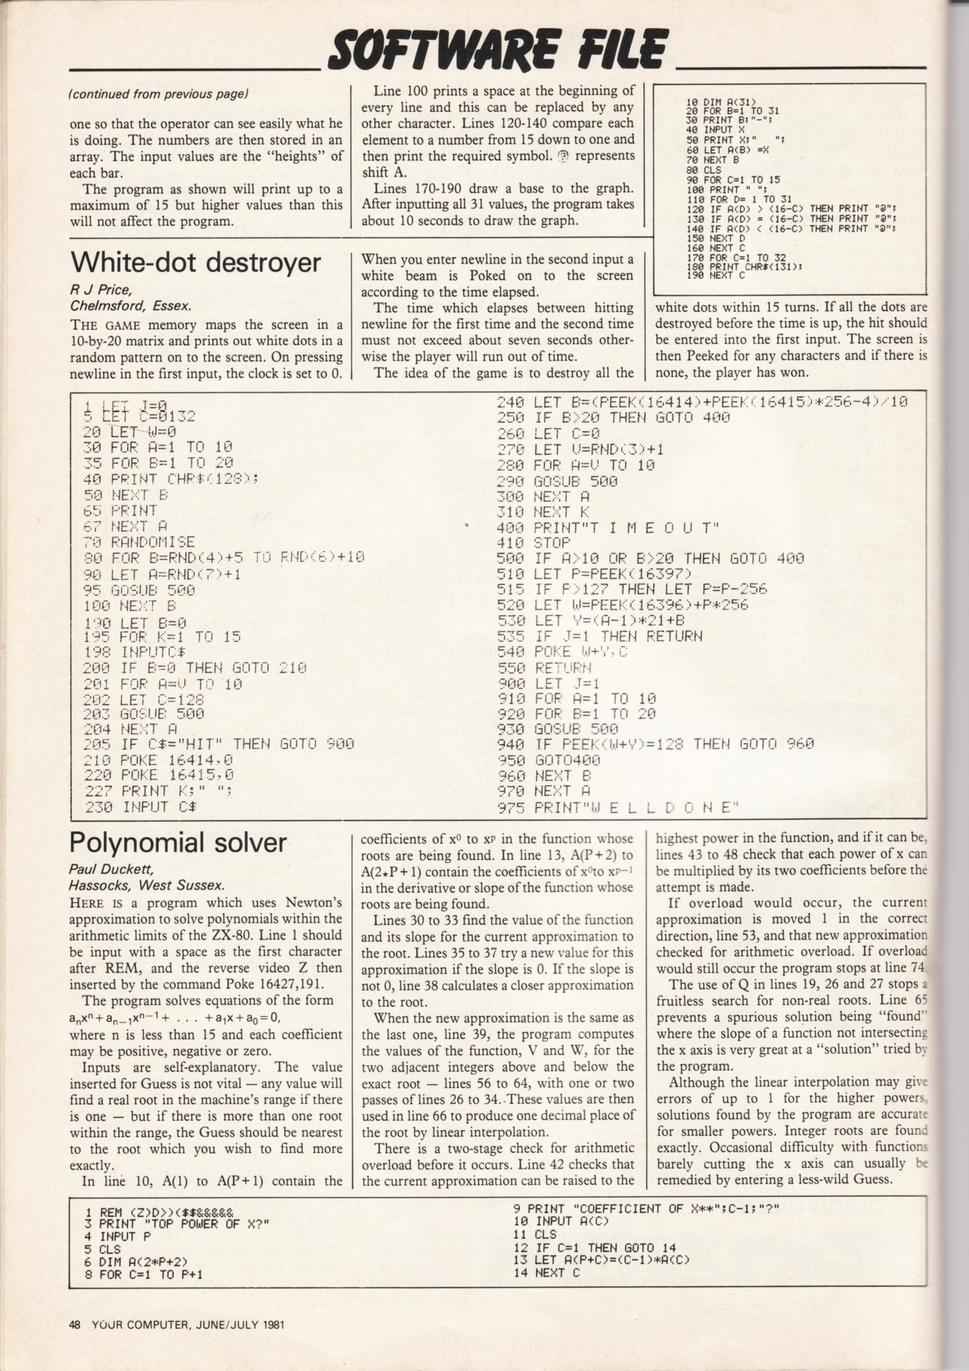 SOFTWARE FILE
(continued from previous page)
one so that the operator can see easily what he
is doing. The numbers are then stored in an
array. The input values are the “heights” of
each bar.
The program as shown will print up to a
maximum of 15 but higher values than this
will not affect the program.
Line 100 prints a space at the beginning of
every line and this can be replaced by any
other character. Lines 120-140 compare each
element to a number from 15 down to one and
then print the required symbol. represents
shift A.
Lines 170-190 draw a base to the graph.
After inputting all 31 values, the program takes
about 10 seconds to draw the graph.
10 DIM A(31)
20 FOR B=1 TO 31
30 PRINT B;"-";
40 INPUT X
50 PRINT X;"   ";
60 LET A(B) =X
70 NEXT B
80 CLS
90 FOR C=1 TO 15
100 PRINT " ";
110 FOR D= 1 TO 31
120 IF A(D) > (16-C) THEN PRINT "@";
130 IF A(D) = (16-C) THEN PRINT "@";
140 IF A(D) < (16-C) THEN PRINT "@";
150 NEXT D
160 NEXT C
170 FOR C=1 TO 32
180 PRINT CHR$(131);
190 NEXT C
White-dot destroyer
R J Price,
Chelmsford, Essex.
THE GAME memory maps the screen in a
10-by-20 matrix and prints out white dots in a
random pattern on to the screen. On pressing
newline in the first input, the clock is set to 0.
When you enter newline in the second input a
white beam is Poked on to the screen
according to the time elapsed.
The time which elapses between hitting
newline for the first time and the second time
must not exceed about seven seconds other-
wise the player will run out of time.
The idea of the game is to destroy all the
white dots within 15 turns. If all the dots are
destroyed before the time is up, the hit should
be entered into the first input. The screen is
then Peeked for any characters and if there is
none, the player has won.
1 LET J=0
5 LET C=0132
20 LET W=0
30 FOR A=1 TO 10
35 FOR B=1 TO 20
40 PRINT CHR$(128);
50 NEXT B
65 PRINT
67 NEXT A
70 RANDOMISE
80 FOR B=RND(4)+5 TO RND(6)+10
90 LET A=RND(7)+1
95 GOSUB 500
100 NEXT B
190 LET B=0
195 FOR K=1 TO 15
198 INPUTC$
200 IF B=0 THEN GOTO 210
201 FOR A=V TO 10
202 LET C=128
203 GOSUB 500
204 NEXT A
205 IF C$="HIT" THEN GOTO 900
210 POKE 16414,0
220 POKE 16415,0
227 PRINT K;" ";
230 INPUT C$
240 LET B=(PEEK(16414)+PEEK(16415)*256-4)/10
250 IF B>20 THEN GOTO 400
260 LET C=0
270 LET V=RND(3)+1
280 FOR A=V TO 10
290 GOSUB 500
300 NEXT A
310 NEXT K
400 PRINT"T I M E O U T"
410 STOP
500 IF A>10 OR B>20 THEN GOTO 400
510 LET P=PEEK(16397)
515 IF P>127 THEN LET P=P-256
520 LET W=PEEK(16396)+P*256
530 LET Y=(A-1)*21+B
535 IF J=1 THEN RETURN
540 POKE W+Y,C
550 RETURN
900 LET J=1
910 FOR A=1 TO 10
920 FOR B=1 TO 20
930 GOSUB 500
940 IF PEEK(W+Y)=128 THEN GOTO 960
950 GOTO400
960 NEXT B
970 NEXT A
975 PRINT"W E L L D O N E"
Polynomial solver
Paul Duckett,
Hassocks, West Sussex.
HERE IS a program which uses Newton’s
approximation to solve polynomials within the
arithmetic limits of the ZX-80. Line 1 should
be input with a space as the first character
after REM, and the reverse video Z then
inserted by the command Poke 16427,191.
The program solves equations of the form
aₙxⁿ+aₙ₋₁xⁿ⁻¹+ . . . +a₁x+a₀=0,
where n is less than 15 and each coefficient
may be positive, negative or zero.
Inputs are self-explanatory. The value
inserted for Guess is not vital — any value will
find a real root in the machine’s range if there
is one — but if there is more than one root
within the range, the Guess should be nearest
to the root which you wish to find more
exactly.
In line 10, A(1) to A(P+1) contain the
coefficients of x⁰ to xᵖ in the function whose
roots are being found. In line 13, A(P+2) to
A(2⋆P+1) contain the coefficients of x⁰to xᵖ⁻¹
in the derivative or slope of the function whose
roots are being found.
Lines 30 to 33 find the value of the function
and its slope for the current approximation to
the root. Lines 35 to 37 try a new value for this
approximation if the slope is 0. If the slope is
not 0, line 38 calculates a closer approximation
to the root.
When the new approximation is the same as
the last one, line 39, the program computes
the values of the function, V and W, for the
two adjacent integers above and below the
exact root — lines 56 to 64, with one or two
passes of lines 26 to 34. These values are then
used in line 66 to produce one decimal place of
the root by linear interpolation.
There is a two-stage check for arithmetic
overload before it occurs. Line 42 checks that
the current approximation can be raised to the
highest power in the function, and if it can be,
lines 43 to 48 check that each power of x can
be multiplied by its two coefficients before the
attempt is made.
If overload would occur, the current
approximation is moved 1 in the correct
direction, line 53, and that new approximation
checked for arithmetic overload. If overload
would still occur the program stops at line 74.
The use of Q in lines 19, 26 and 27 stops a
fruitless search for non-real roots. Line 65
prevents a spurious solution being “found”
where the slope of a function not intersecting
the x axis is very great at a “solution” tried by
the program.
Although the linear interpolation may give
errors of up to 1 for the higher powers,
solutions found by the program are accurate
for smaller powers. Integer roots are found
exactly. Occasional difficulty with functions
barely cutting the x axis can usually be
remedied by entering a less-wild Guess.
1 REM (Z)D>)($$&&&&&
3 PRINT "TOP POWER OF X?"
4 INPUT P
5 CLS
6 DIM A(2*P+2)
8 FOR C=1 TO P+1
9 PRINT "COEFFICIENT OF X**";C-1;"?"
10 INPUT A(C)
11 CLS
12 IF C=1 THEN GOTO 14
13 LET A(P+C)=(C-1)*A(C)
14 NEXT C
48 YOUR COMPUTER, JUNE/JULY 1981